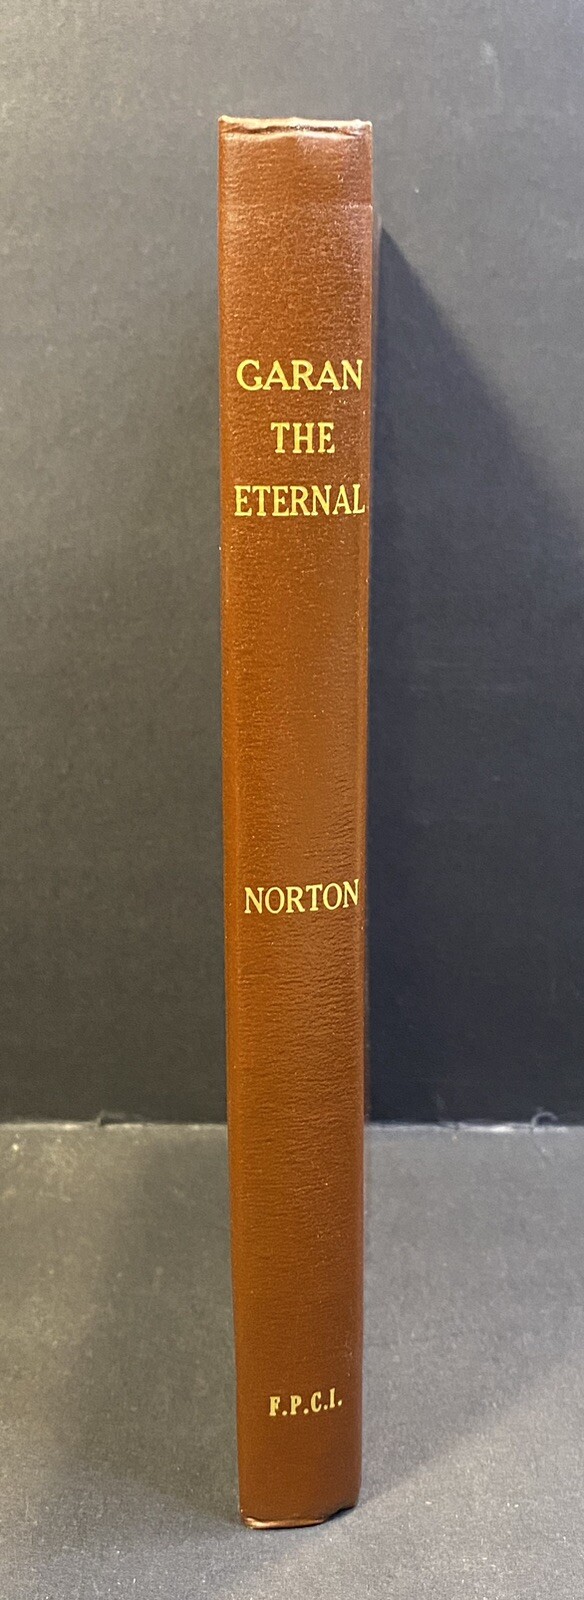 GARAN
THE
ETERNAL
NORTON
F.P.C.I.